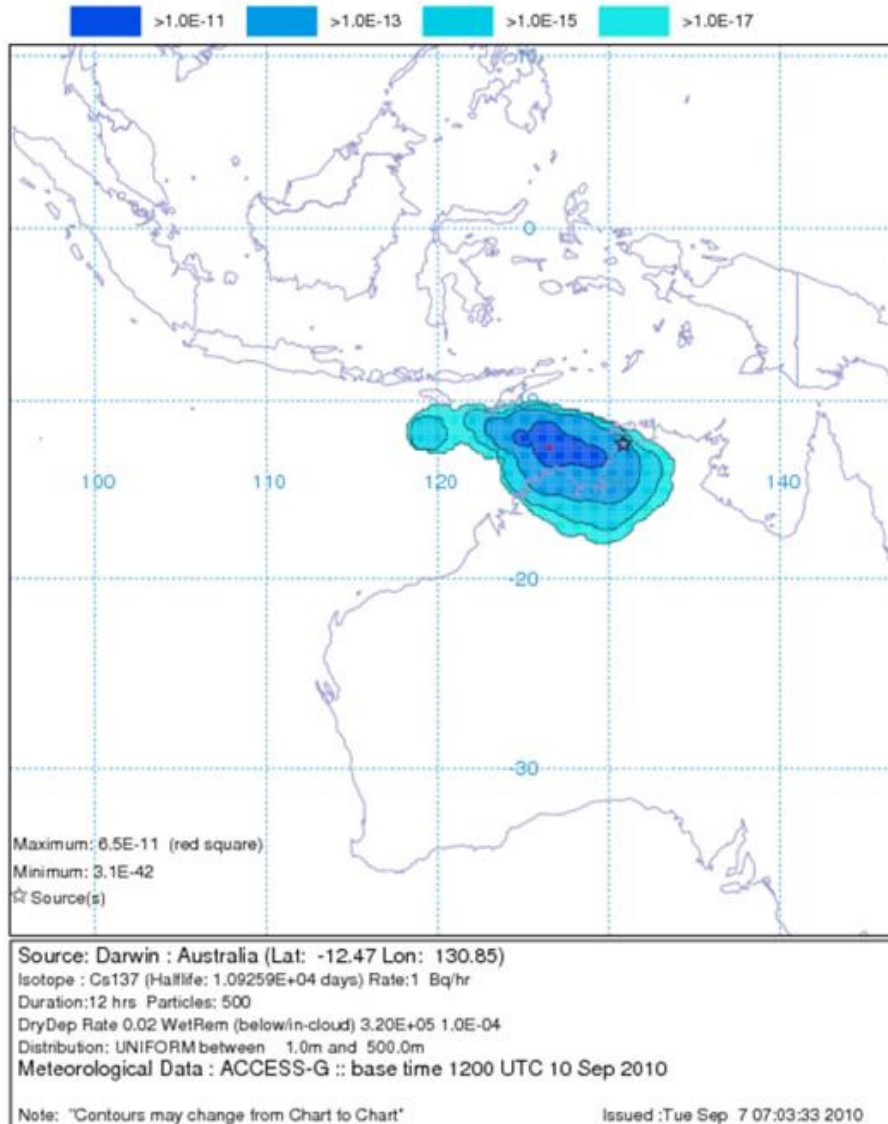 >1.0E-11 >1.0E-13 >1.0E-15 >1.0E-17
0
100 110 120 140
-20
-30
Maximum: 6.5E-11 (red square)
Minimum: 3.1E-42
☆ Source(s)
Source: Darwin : Australia (Lat: -12.47 Lon: 130.85)
Isotope : Cs137 (Halflife: 1.09259E+04 days) Rate:1 Bq/hr
Duration:12 hrs Particles: 500
DryDep Rate 0.02 WetRem (below/in-cloud) 3.20E+05 1.0E-04
Distribution: UNIFORM between 1.0m and 500.0m
Meteorological Data : ACCESS-G :: base time 1200 UTC 10 Sep 2010
Note: "Contours may change from Chart to Chart" Issued :Tue Sep 7 07:03:33 2010